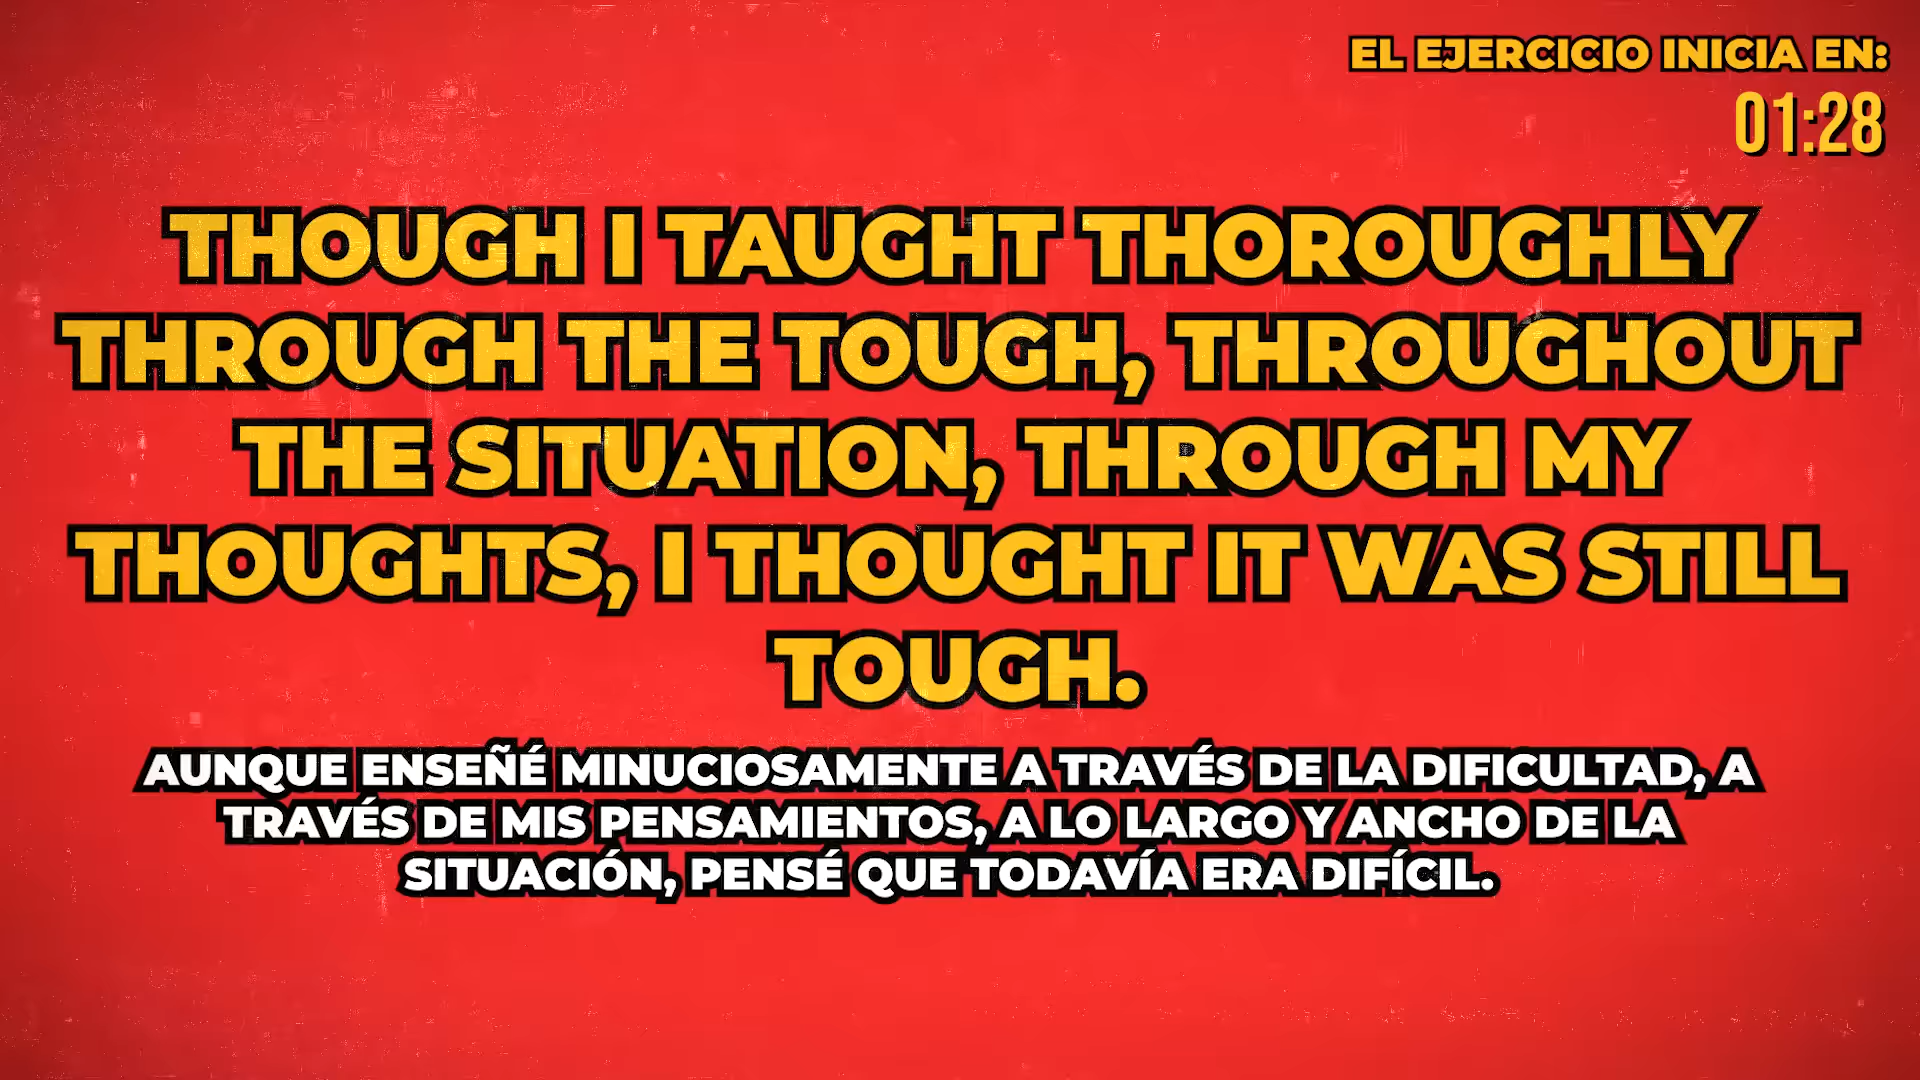 EL EJERCICIO INICIA EN:
01:28
THOUGH I TAUGHT THOROUGHLY
THROUGH THE TOUGH, THROUGHOUT
THE SITUATION, THROUGH MY
THOUGHTS, I THOUGHT IT WAS STILL
TOUGH.
AUNQUE ENSEÑÉ MINUCIOSAMENTE A TRAVÉS DE LA DIFICULTAD, A
TRAVÉS DE MIS PENSAMIENTOS, A LO LARGO Y ANCHO DE LA
SITUACIÓN, PENSÉ QUE TODAVÍA ERA DIFÍCIL.